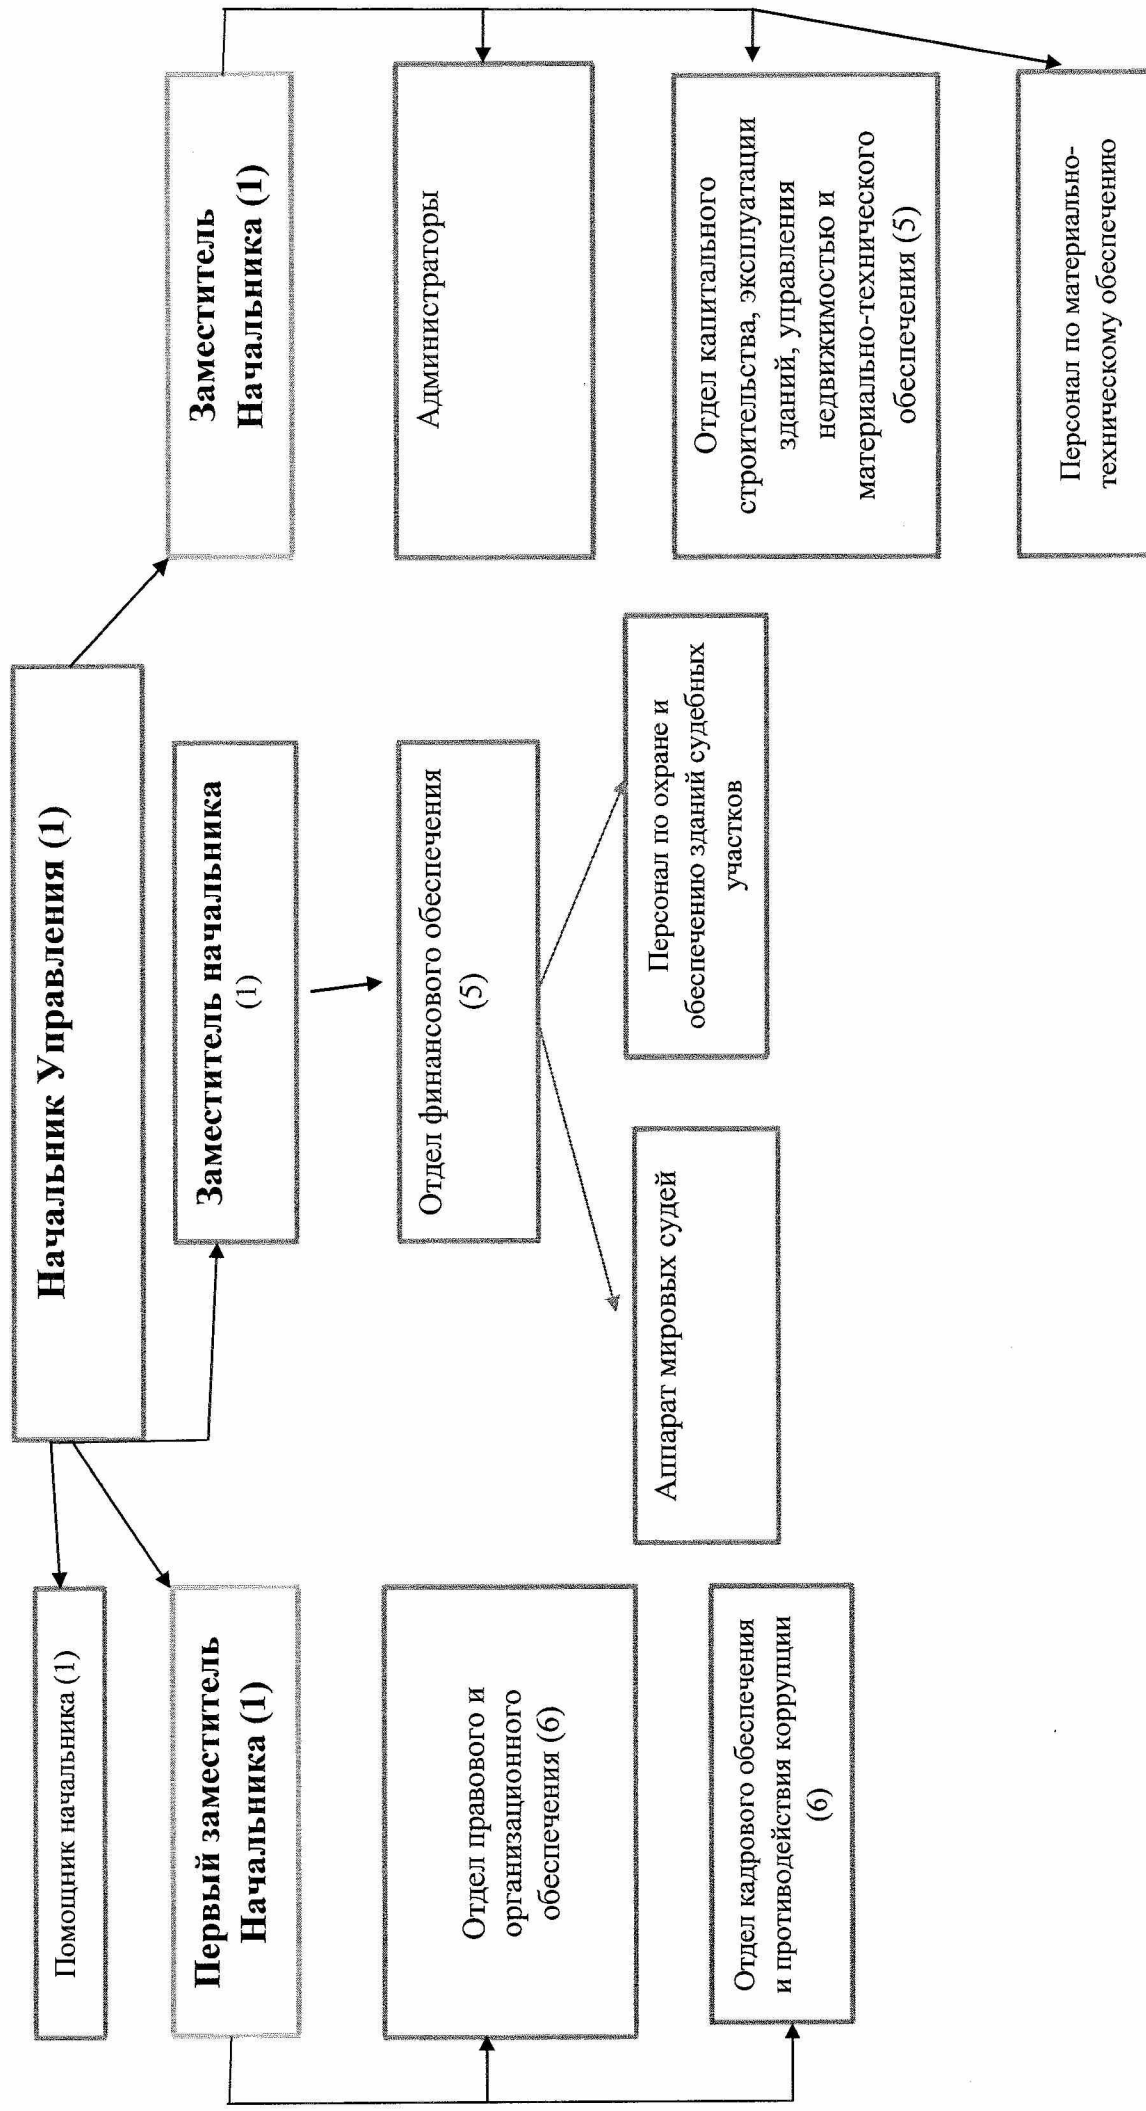 Начальник Управления (1)
Помощник начальника (1)
Первый заместитель
Начальника (1)
Заместитель начальника
(1)
Заместитель
Начальника (1)
Отдел правового и
организационного
обеспечения (6)
Отдел финансового обеспечения
(5)
Администраторы
Отдел кадрового обеспечения
и противодействия коррупции
(6)
Аппарат мировых судей
Персонал по охране и
обеспечению зданий судебных
участков
Отдел капитального
строительства, эксплуатации
зданий, управления
недвижимостью и
материально-технического
обеспечения (5)
Персонал по материально-
техническому обеспечению